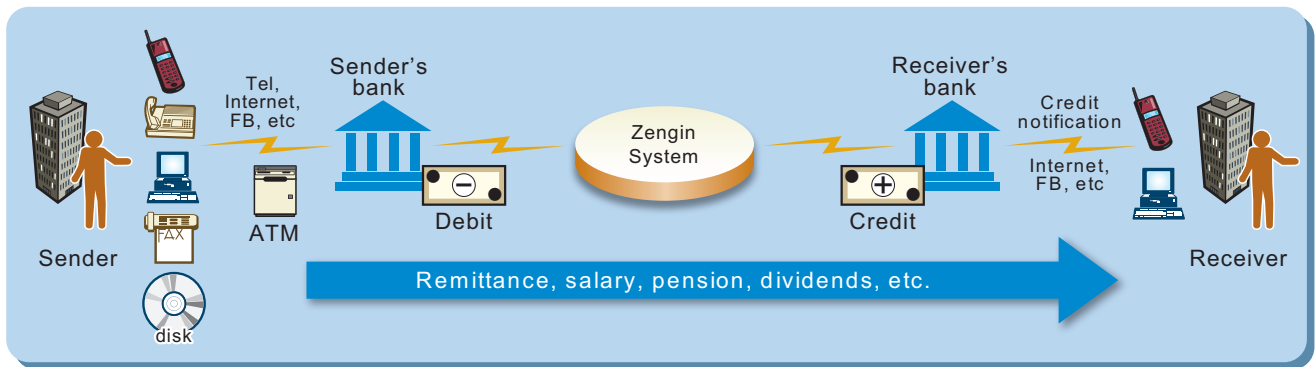 Tel,
Internet,
FB, etc
Sender's
bank
Zengin
System
Receiver's
bank
Credit
notification
Internet,
FB, etc
FAX
ATM
Debit
Credit
Sender
Receiver
Remittance, salary, pension, dividends, etc.
disk